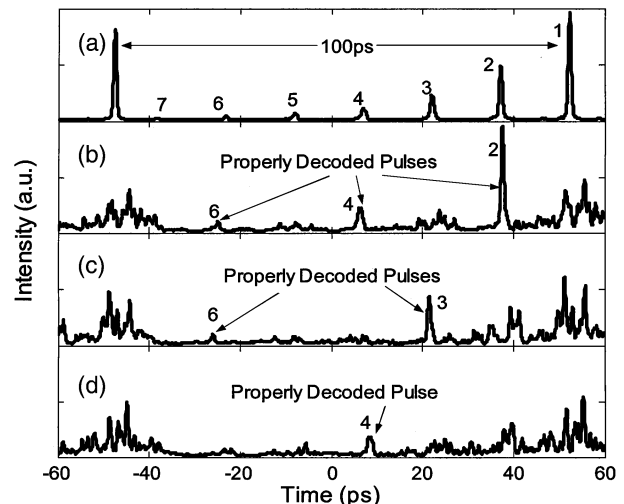 (a)
100ps
1
2
3
4
5
6
7
(b)
Properly Decoded Pulses
2
4
6
(c)
Properly Decoded Pulses
3
6
(d)
Properly Decoded Pulse
4
Intensity (a.u.)
-60 -40 -20 0 20 40 60
Time (ps)